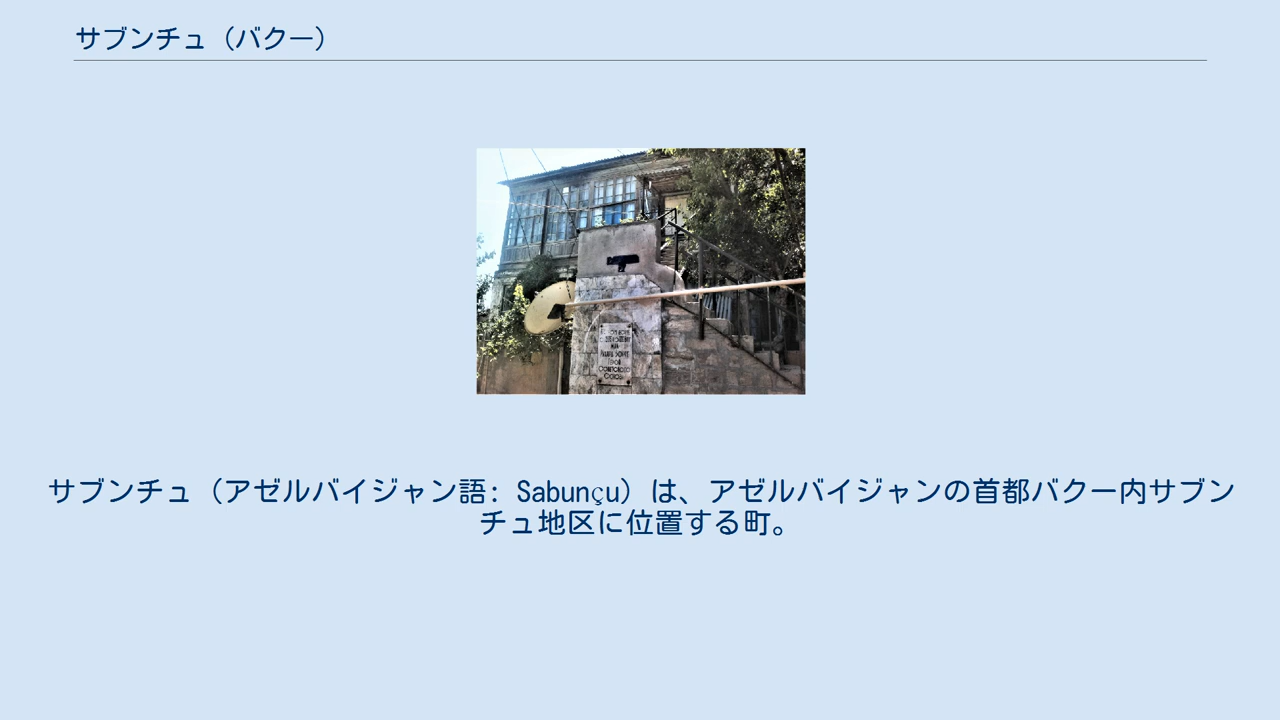 サブンチュ（バクー）
サブンチュ（アゼルバイジャン語: Sabunçu）は、アゼルバイジャンの首都バクー内サブン
チュ地区に位置する町。